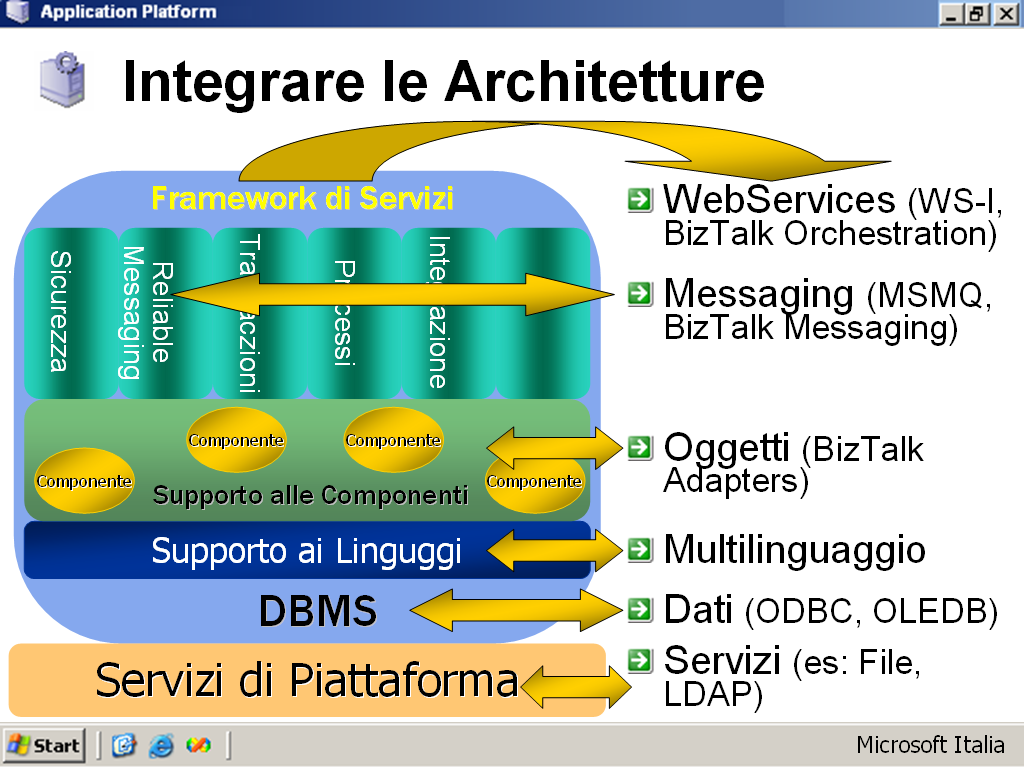 Application Platform
Integrare le Architetture
Framework di Servizi
Sicurezza
Reliable
Messaging
Processi
Componente
Componente
Componente
Componente
Supporto alle Componenti
Supporto ai Linguggi
DBMS
Servizi di Piattaforma
WebServices (WS-I,
BizTalk Orchestration)
Messaging (MSMQ,
BizTalk Messaging)
Oggetti (BizTalk
Adapters)
Multilinguaggio
Dati (ODBC, OLEDB)
Servizi (es: File,
LDAP)
Start
Microsoft Italia